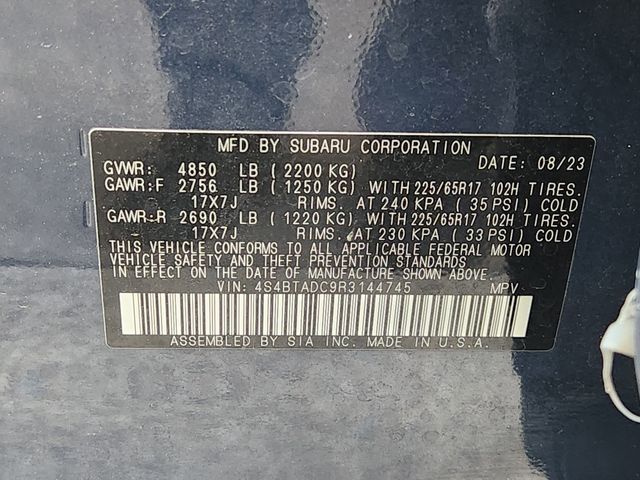 MFD BY SUBARU CORPORATION
GVWR: 4850 LB (2200 KG) DATE: 08/23
GAWR:F 2756 LB (1250 KG) WITH 225/65R17 102H TIRES.
17X7J RIMS. AT 240 KPA (35 PSI) COLD
GAWR:R 2690 LB (1220 KG) WITH 225/65R17 102H TIRES.
17X7J RIMS. AT 230 KPA (33 PSI) COLD
THIS VEHICLE CONFORMS TO ALL APPLICABLE FEDERAL MOTOR
VEHICLE SAFETY AND THEFT PREVENTION STANDARDS
IN EFFECT ON THE DATE OF MANUFACTURE SHOWN ABOVE.
VIN: 4S4BTADC9R3144745 MPV
ASSEMBLED BY SIA INC. MADE IN U.S.A.